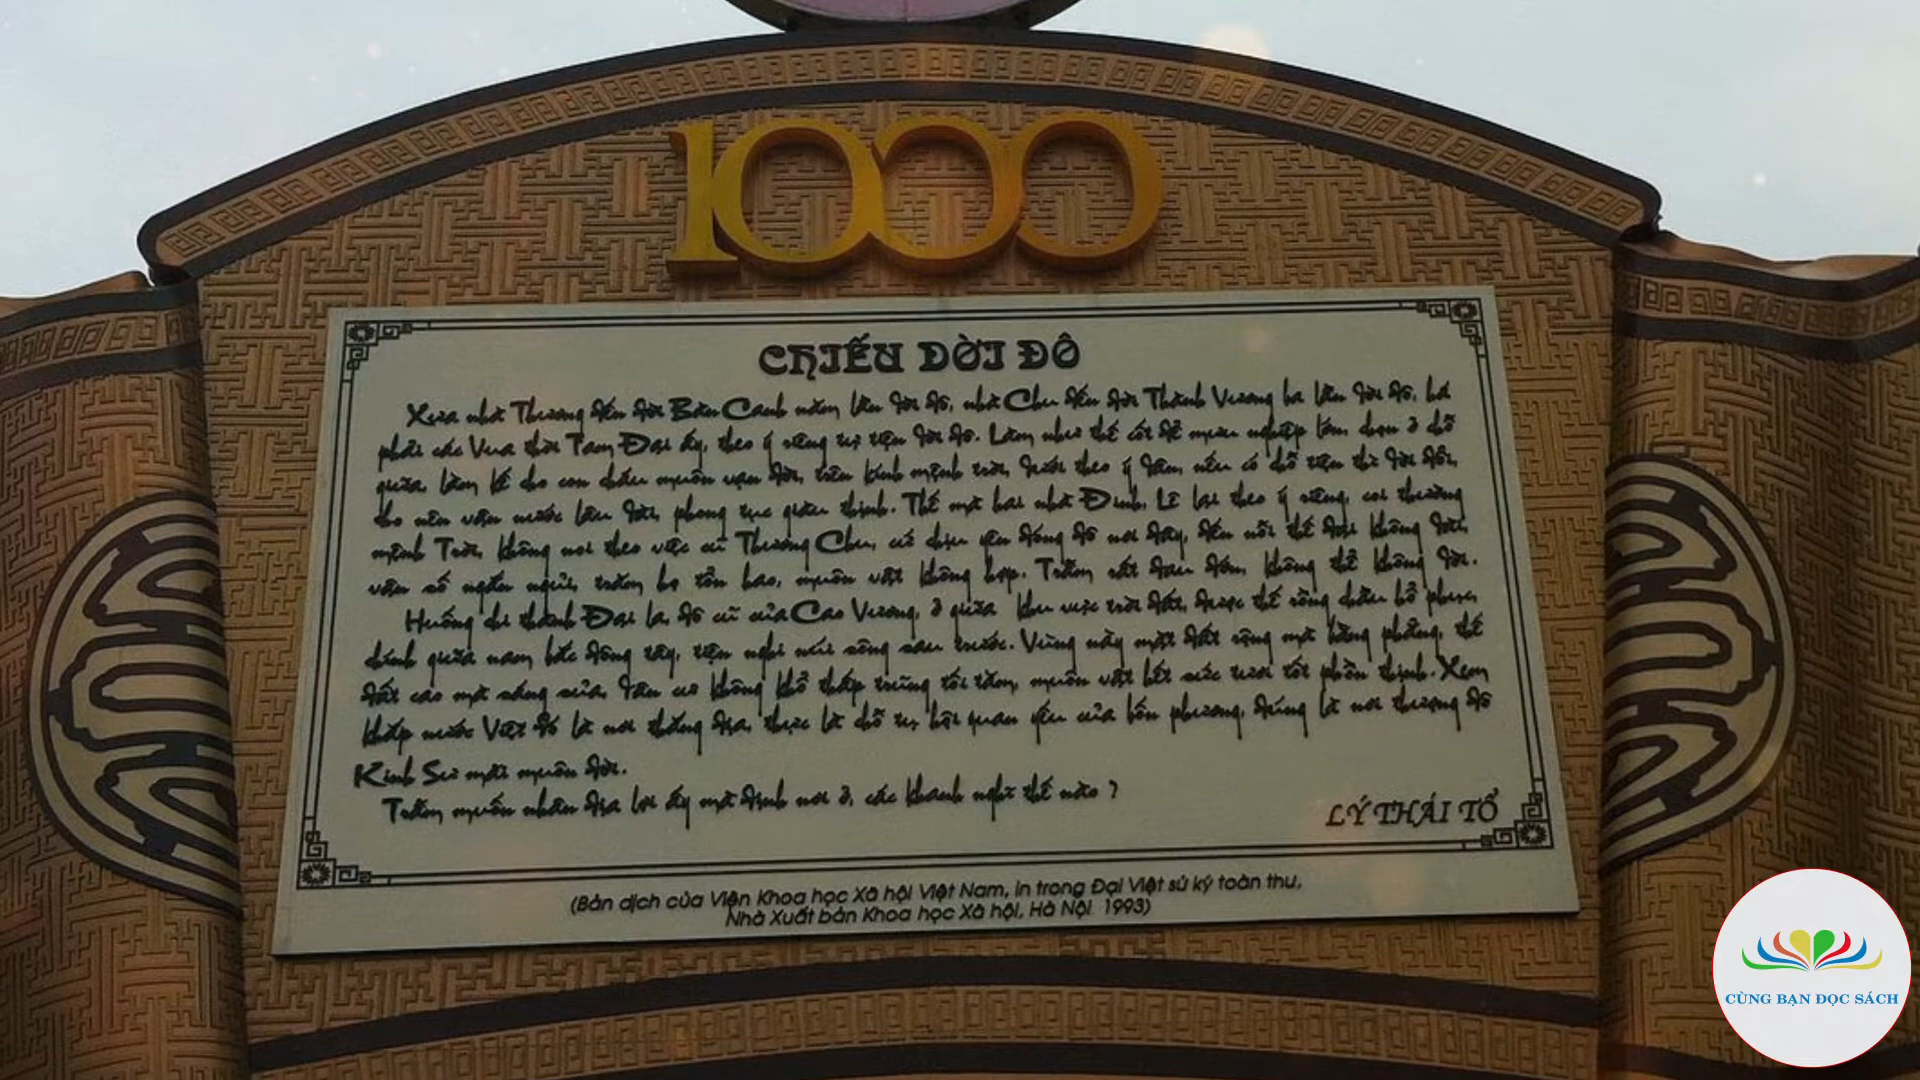 1000
CHIẾU DỜI ĐÔ
Xưa nhà Thương đến đời Bàn Canh năm lần dời đô, nhà Chu đến đời Thành Vương ba lần dời đô, há
phải các Vua thời Tam Đại ấy, theo ý riêng tự tiện dời đô. Làm như thế cốt để mưu nghiệp lớn, chọn ở chỗ
giữa, làm kế cho con cháu muôn vạn đời, trên kính mệnh trời, dưới theo ý dân, nếu có chỗ tiện thì dời đổi,
cho nên vận nước lâu dời, phong tục giàu thịnh. Thế mà hai nhà Đinh, Lê lại theo ý riêng, coi thường
mệnh Trời, không noi theo việc cũ Thương Chu, cứ chịu yên đóng đô nơi đây, đến nỗi thế đại không dời,
vận số ngắn ngủi, trăm họ tổn hao, muôn vật không hợp. Trẫm rất đau đớn, không thể không dời.
Huống chi thành Đại la, đô cũ của Cao Vương, ở giữa khu vực trời đất, được thế rồng chầu hổ phục,
chính giữa nam bắc đông tây, tiện nghi núi sông sau trước. Vùng này mặt đất rộng mà bằng phẳng, thế
đất cao mà sáng sủa, dân cư không khổ thấp trũng tối tăm, muôn vật hết sức tươi tốt phồn thịnh. Xem
khắp nước Việt đó là nơi thắng địa, thực là chỗ tụ hội quan yếu của bốn phương, đúng là nơi thượng đô
Kinh Sư mãi muôn đời.
Trẫm muốn nhân địa lợi ấy mà định nơi ở, các khanh nghĩ thế nào ?
LÝ THÁI TỔ
(Bản dịch của Viện Khoa học Xã hội Việt Nam, in trong Đại Việt sử ký toàn thư,
Nhà Xuất bản Khoa học Xã hội, Hà Nội 1993)
CÙNG BẠN ĐỌC SÁCH